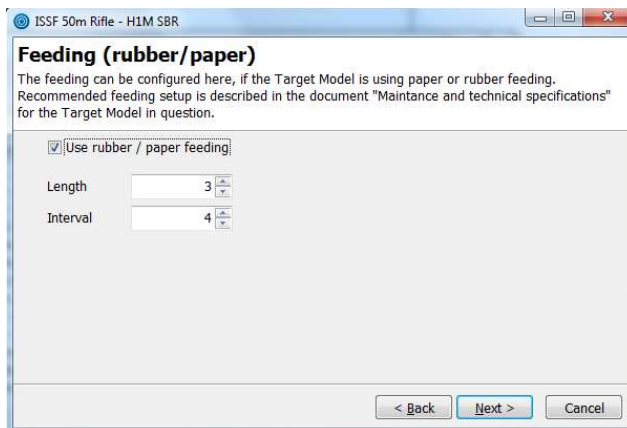 ISSF 50m Rifle - H1M SBR
Feeding (rubber/paper)
The feeding can be configured here, if the Target Model is using paper or rubber feeding.
Recommended feeding setup is described in the document "Maintance and technical specifications"
for the Target Model in question.
Use rubber / paper feeding
Length 3
Interval 4
< Back Next > Cancel